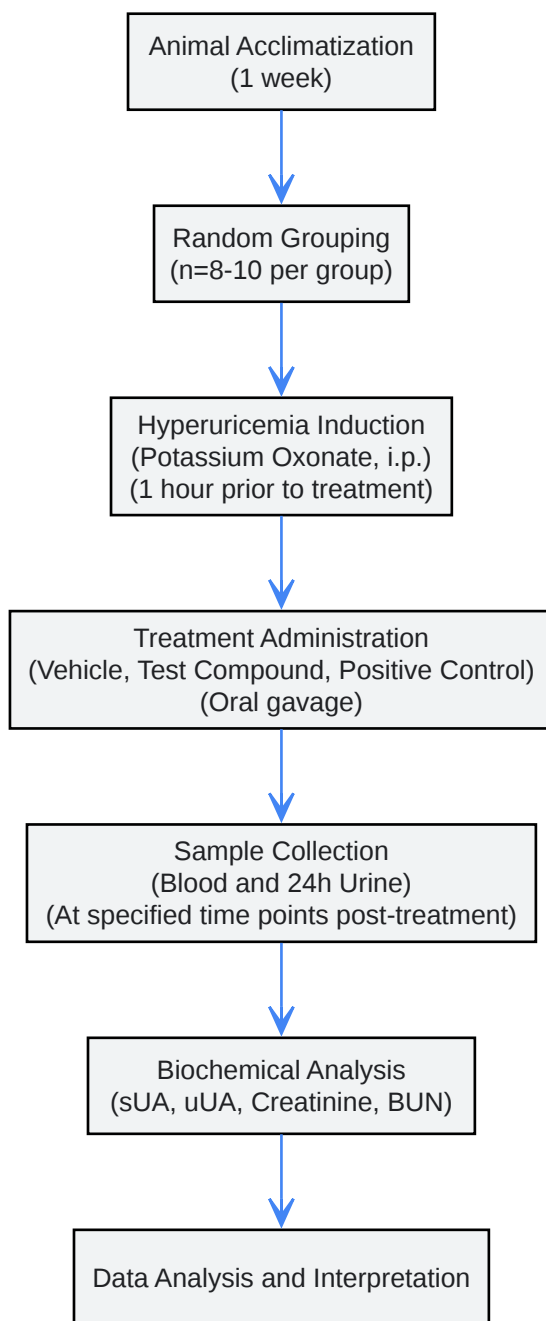 Animal Acclimatization
(1 week)
Random Grouping
(n=8-10 per group)
Hyperuricemia Induction
(Potassium Oxonate, i.p.)
(1 hour prior to treatment)
Treatment Administration
(Vehicle, Test Compound, Positive Control)
(Oral gavage)
Sample Collection
(Blood and 24h Urine)
(At specified time points post-treatment)
Biochemical Analysis
(sUA, uUA, Creatinine, BUN)
Data Analysis and Interpretation